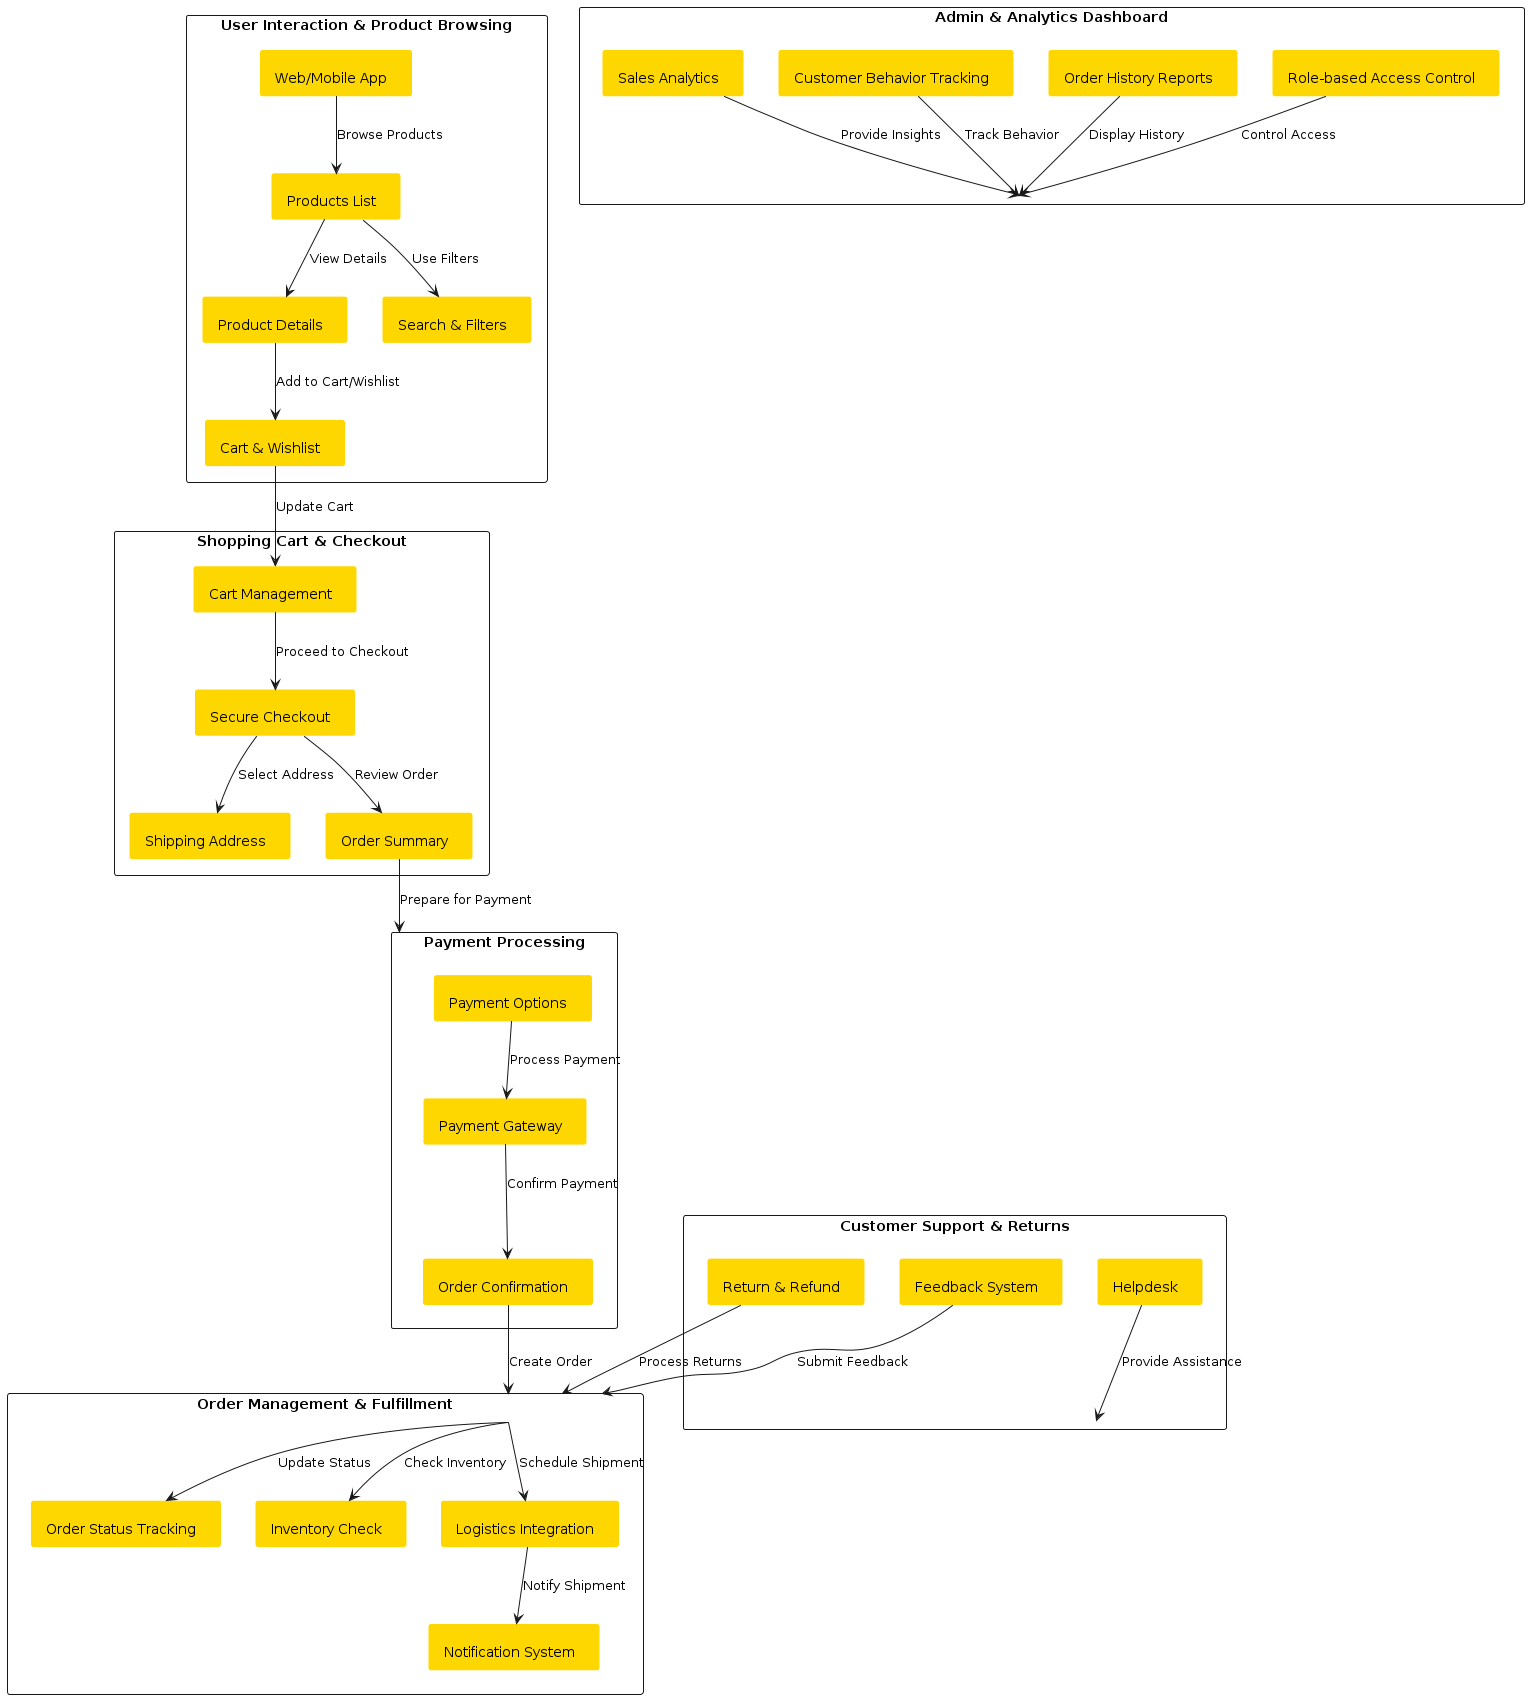 User Interaction & Product Browsing
Web/Mobile App
Browse Products
Products List
View Details
Use Filters
Product Details
Search & Filters
Add to Cart/Wishlist
Cart & Wishlist
Update Cart
Admin & Analytics Dashboard
Sales Analytics
Customer Behavior Tracking
Order History Reports
Role-based Access Control
Provide Insights
Track Behavior
Display History
Control Access
Shopping Cart & Checkout
Cart Management
Proceed to Checkout
Secure Checkout
Select Address
Review Order
Shipping Address
Order Summary
Prepare for Payment
Payment Processing
Payment Options
Process Payment
Payment Gateway
Confirm Payment
Order Confirmation
Create Order
Customer Support & Returns
Return & Refund
Feedback System
Helpdesk
Process Returns
Submit Feedback
Provide Assistance
Order Management & Fulfillment
Update Status
Check Inventory
Schedule Shipment
Order Status Tracking
Inventory Check
Logistics Integration
Notify Shipment
Notification System